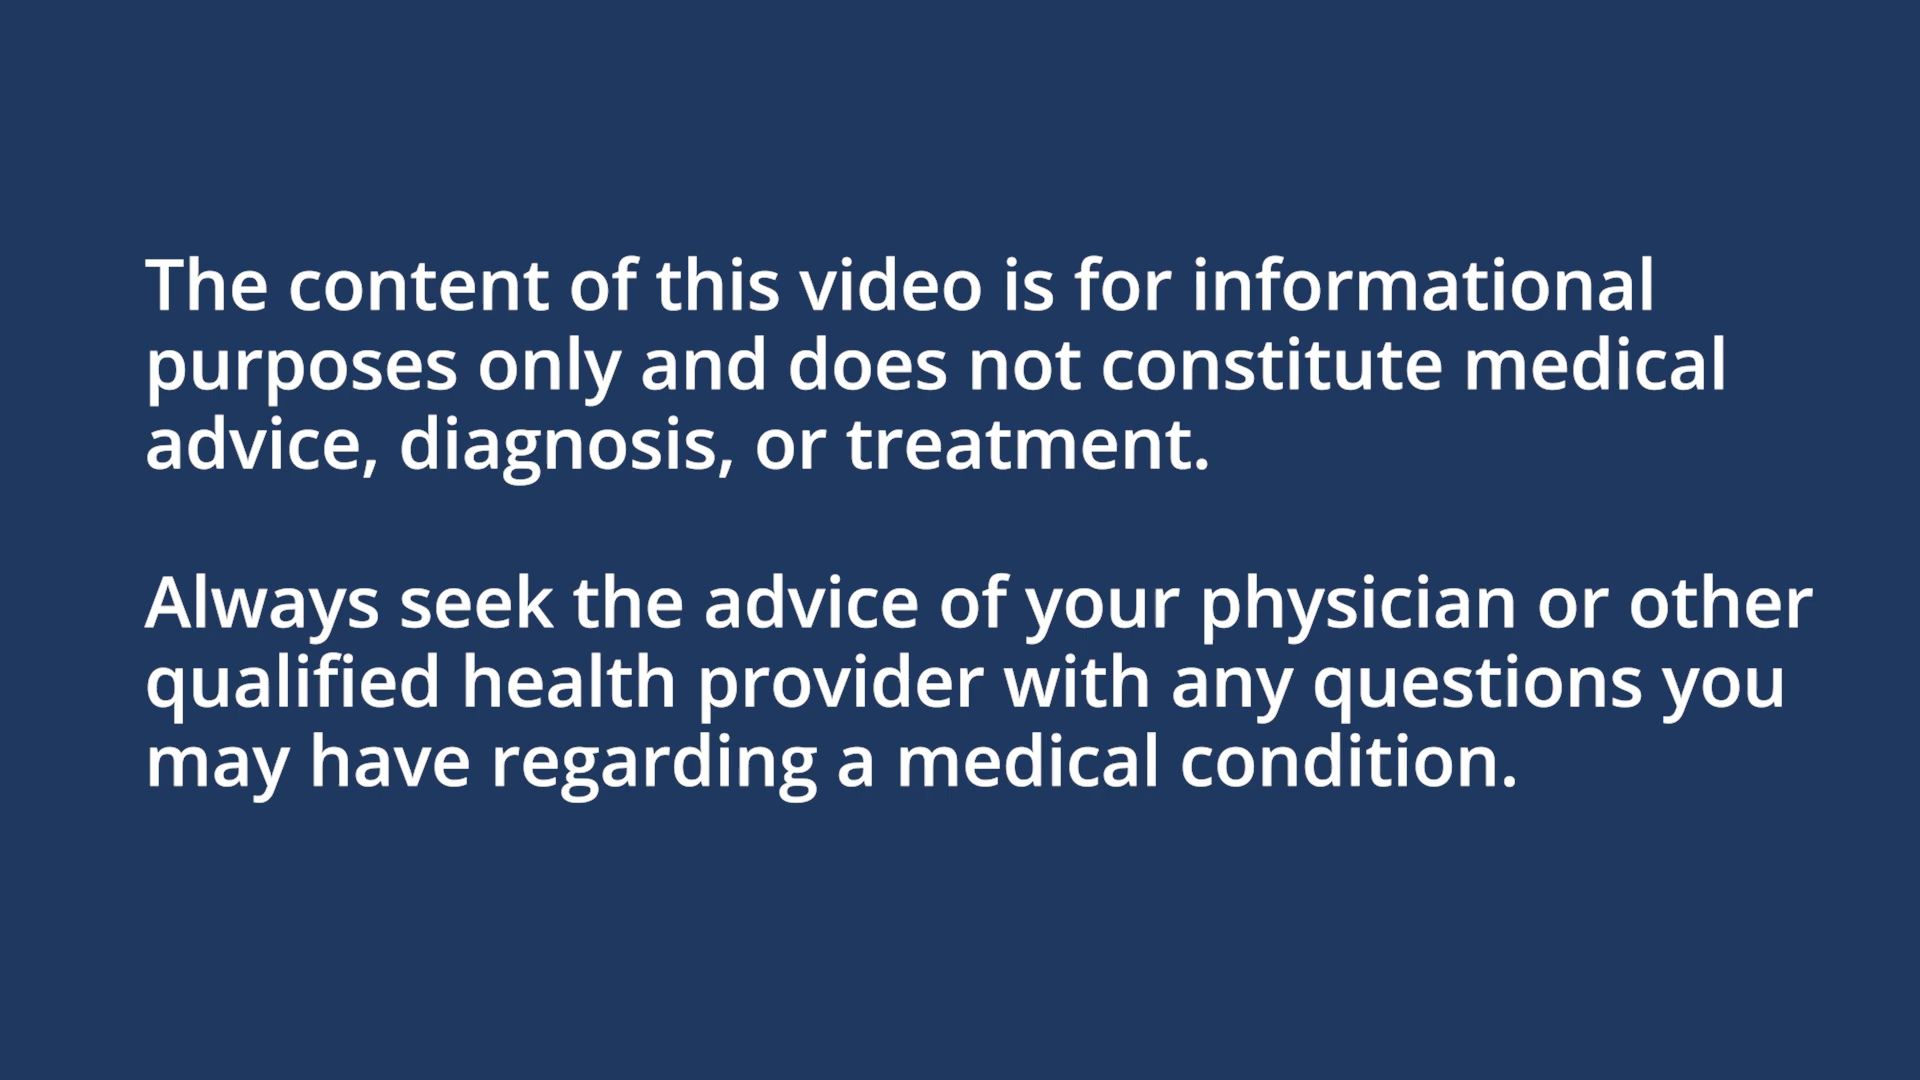 The content of this video is for informational
purposes only and does not constitute medical
advice, diagnosis, or treatment.
Always seek the advice of your physician or other
qualified health provider with any questions you
may have regarding a medical condition.